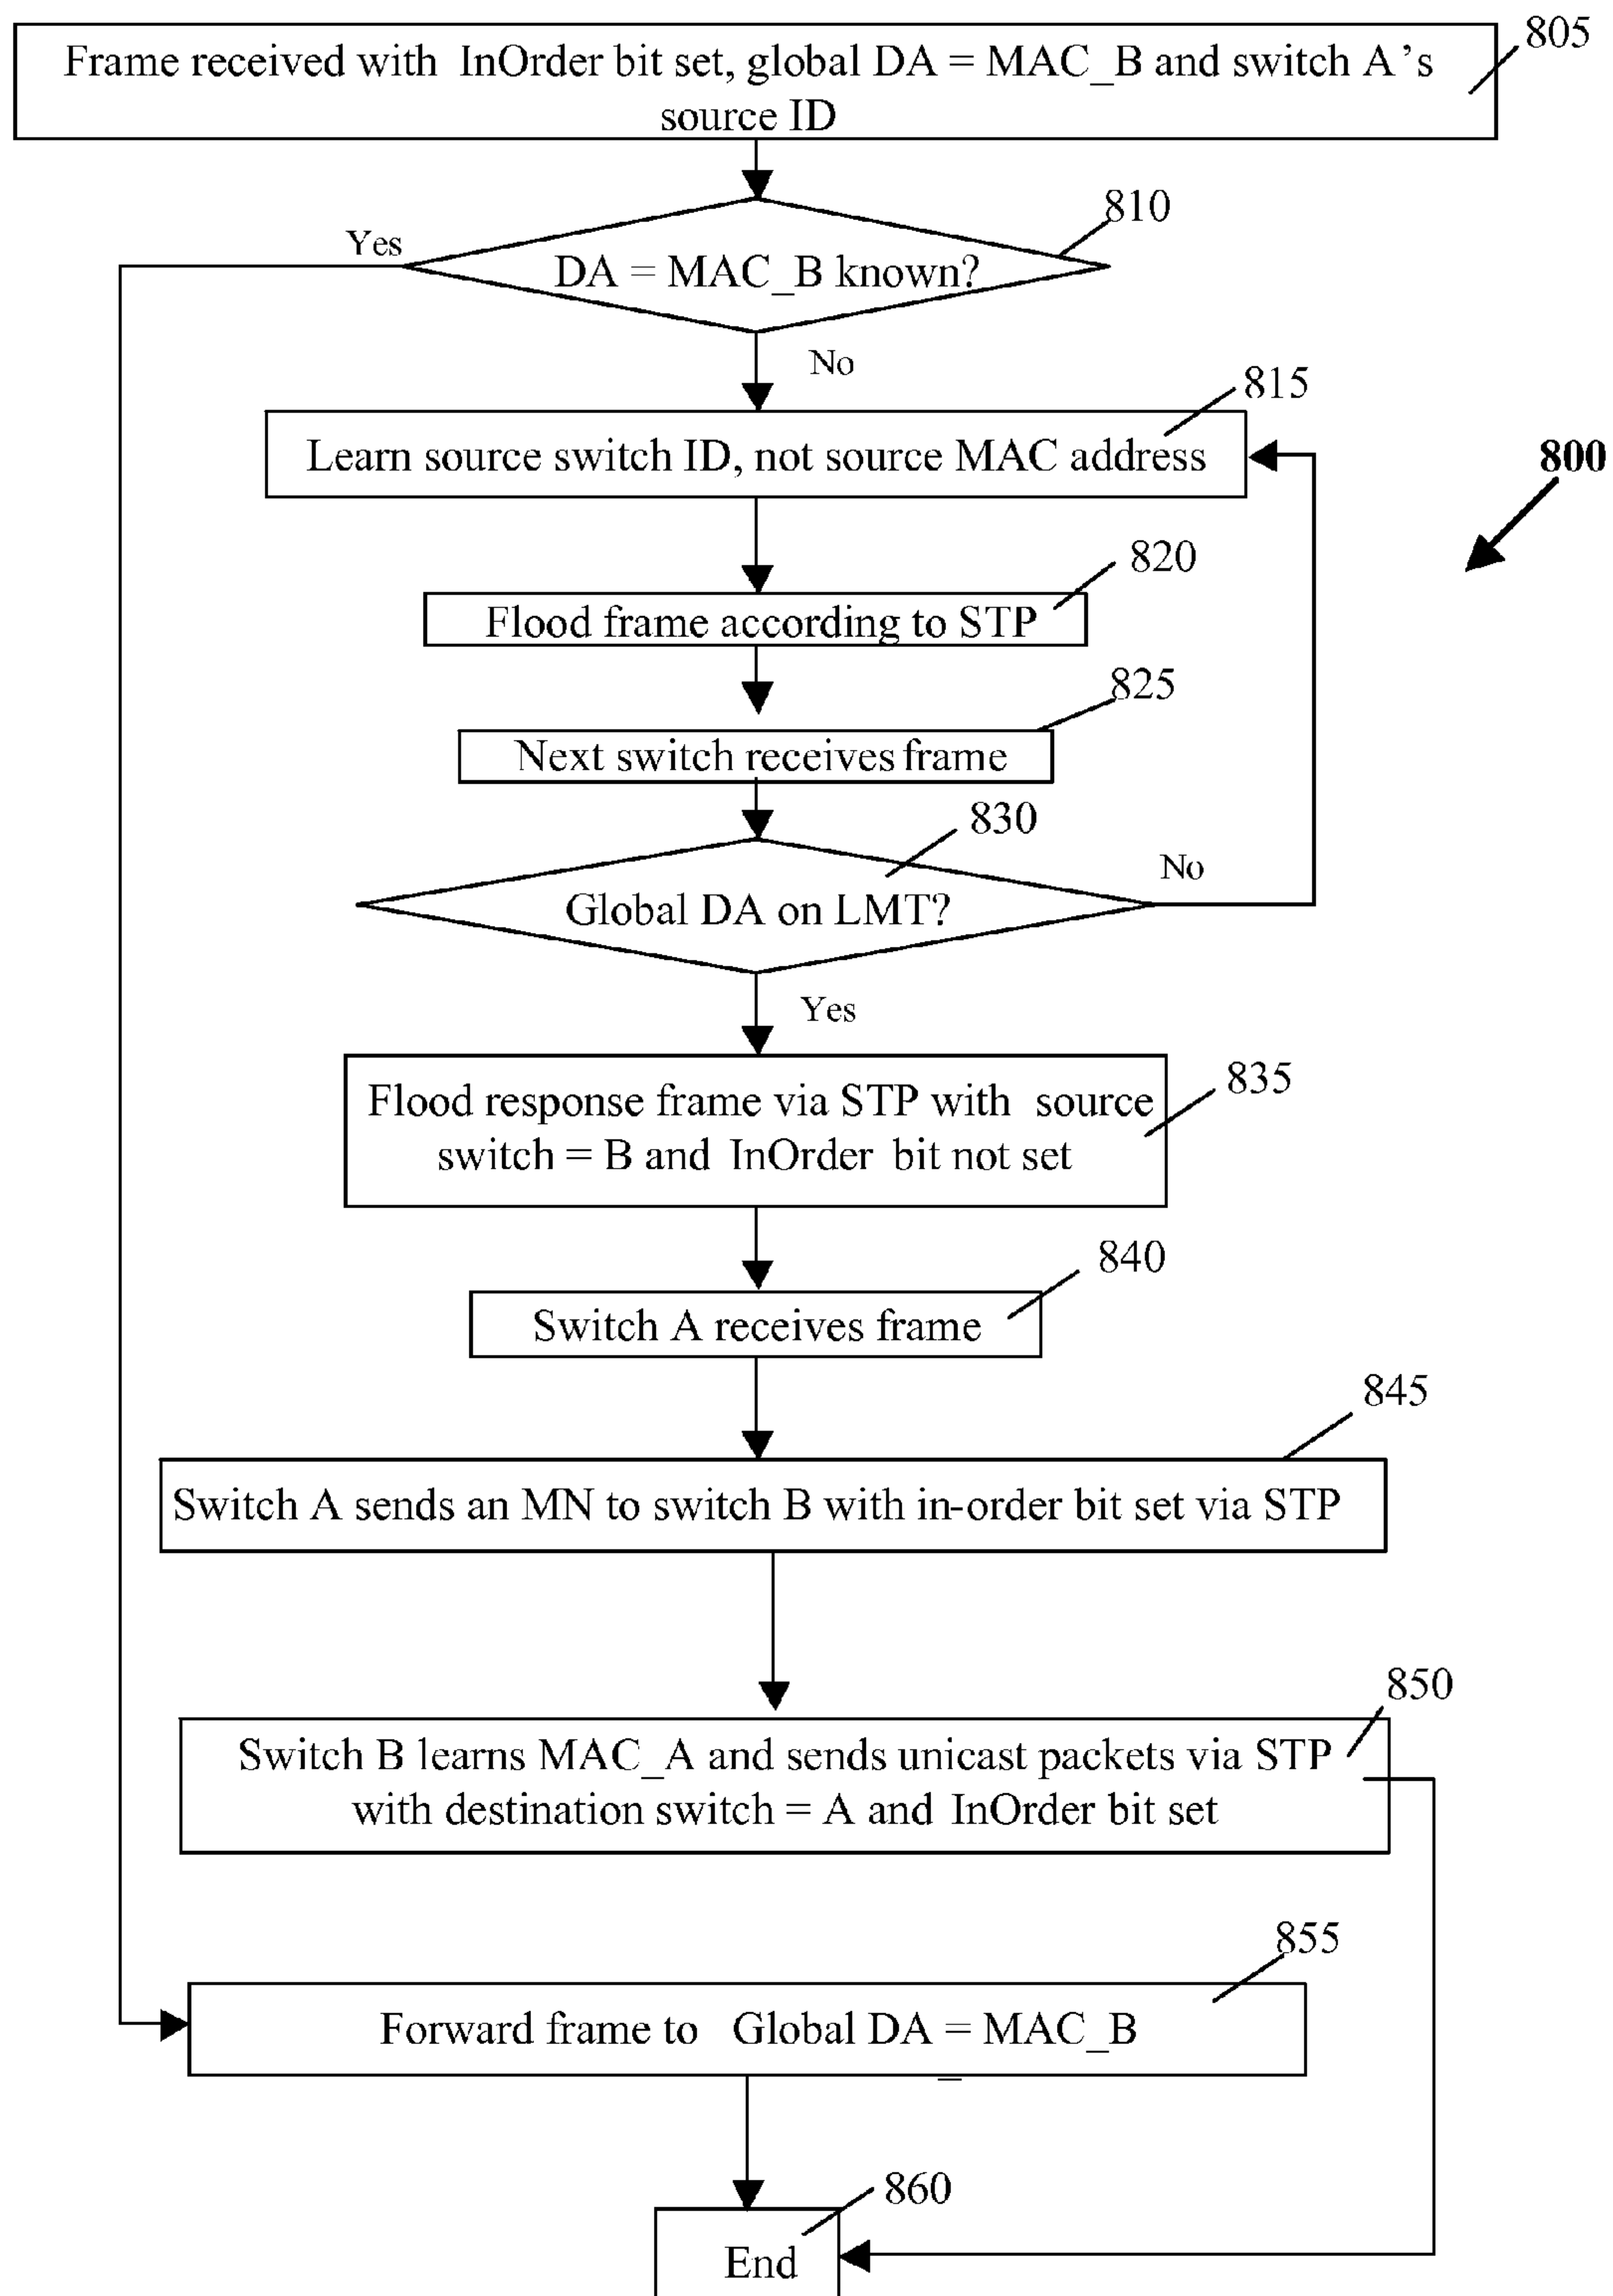 805
Frame received with InOrder bit set, global DA = MAC_B and switch A's
source ID
810
Yes
DA = MAC_B known?
No
815
Learn source switch ID, not source MAC address
800
820
Flood frame according to STP
825
Next switch receives frame
830
No
Global DA on LMT?
Yes
835
Flood response frame via STP with source
switch = B and InOrder bit not set
840
Switch A receives frame
845
Switch A sends an MN to switch B with in-order bit set via STP
850
Switch B learns MAC_A and sends unicast packets via STP
with destination switch = A and InOrder bit set
855
Forward frame to Global DA = MAC_B
860
End